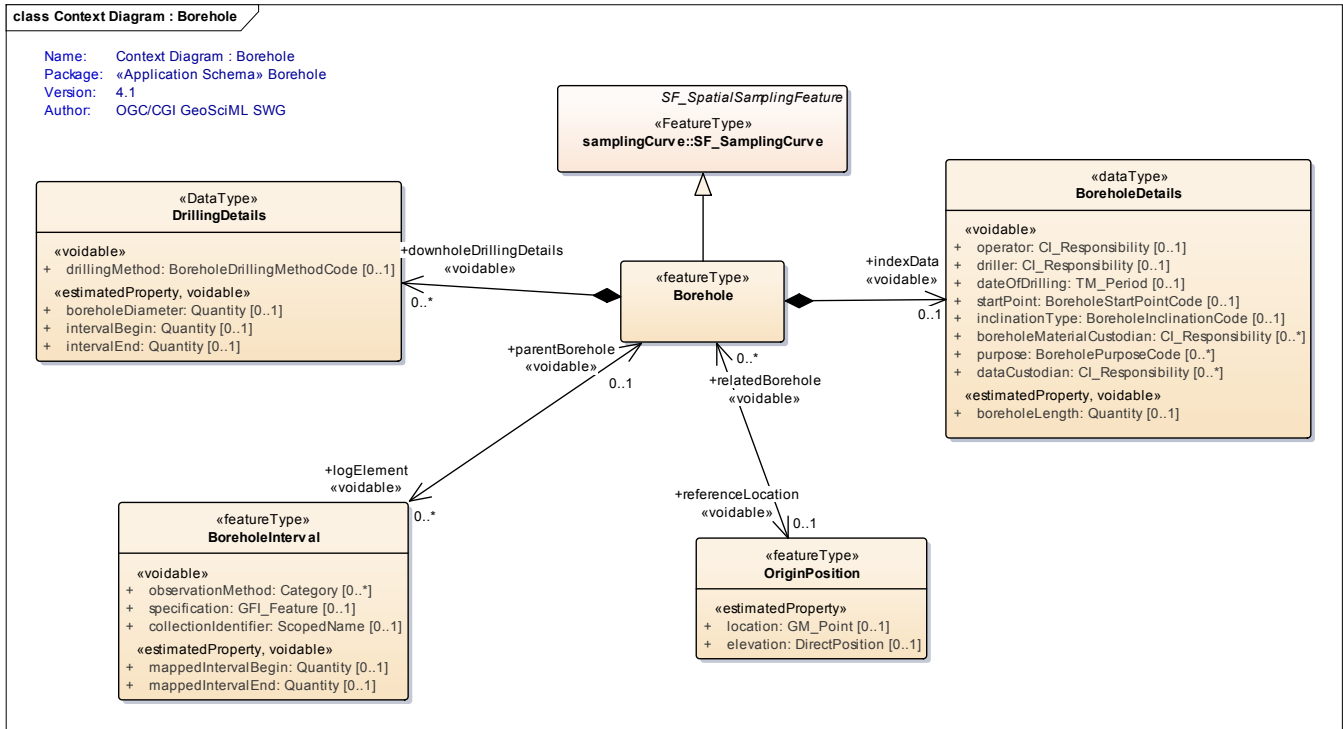 class Context Diagram : Borehole
Name: Context Diagram : Borehole
Package: «Application Schema» Borehole
Version: 4.1
Author: OGC/CGI GeoSciML SWG
SF_SpatialSamplingFeature
«FeatureType»
samplingCurve::SF_SamplingCurve
«DataType»
DrillingDetails
«voidable»
+ drillingMethod: BoreholeDrillingMethodCode [0..1]
«estimatedProperty, voidable»
+ boreholeDiameter: Quantity [0..1]
+ intervalBegin: Quantity [0..1]
+ intervalEnd: Quantity [0..1]
+downholeDrillingDetails
«voidable»
0..*
«featureType»
Borehole
+indexData
«voidable»
0..1
«dataType»
BoreholeDetails
«voidable»
+ operator: CI_Responsibility [0..1]
+ driller: CI_Responsibility [0..1]
+ dateOfDrilling: TM_Period [0..1]
+ startPoint: BoreholeStartPointCode [0..1]
+ inclinationType: BoreholeInclinationCode [0..1]
+ boreholeMaterialCustodian: CI_Responsibility [0..*]
+ purpose: BoreholePurposeCode [0..*]
+ dataCustodian: CI_Responsibility [0..*]
«estimatedProperty, voidable»
+ boreholeLength: Quantity [0..1]
+parentBorehole
«voidable»
0..1
0..*
+relatedBorehole
«voidable»
+logElement
«voidable»
0..*
+referenceLocation
«voidable»
0..1
«featureType»
BoreholeInterval
«voidable»
+ observationMethod: Category [0..*]
+ specification: GFI_Feature [0..1]
+ collectionIdentifier: ScopedName [0..1]
«estimatedProperty, voidable»
+ mappedIntervalBegin: Quantity [0..1]
+ mappedIntervalEnd: Quantity [0..1]
«featureType»
OriginPosition
«estimatedProperty»
+ location: GM_Point [0..1]
+ elevation: DirectPosition [0..1]